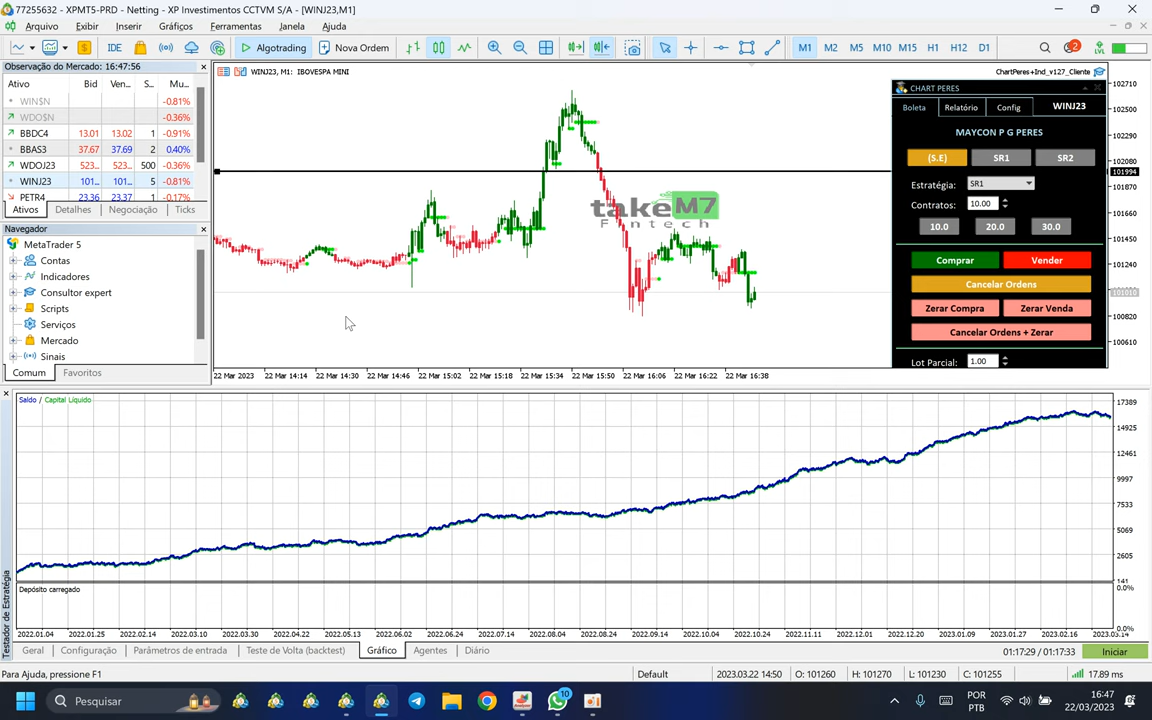 77255632 - XPMT5-PRD - Netting - XP Investimentos CCTVM S/A - [WINJ23,M1]
Arquivo Exibir Inserir Gráficos Ferramentas Janela Ajuda
IDE Algotrading Nova Ordem M1 M2 M5 M10 M15 H1 H12 D1 2 LVL
Observação do Mercado: 16:47:56
Ativo Bid Ven... S... Mu...
WIN$N -0.81%
WDO$N -0.36%
BBDC4 13.01 13.02 1 -0.91%
BBAS3 37.67 37.69 2 0.40%
WDOJ23 523... 523... 500 -0.36%
WINJ23 101... 101... 5 -0.81%
PETR4 23.36 23.37 1 -0.17%
Ativos Detalhes Negociação Ticks
Navegador
MetaTrader 5
Contas
Indicadores
Consultor expert
Scripts
Serviços
Mercado
Sinais
Comum Favoritos
WINJ23, M1: IBOVESPA MINI
ChartPeres+Ind_v127_Cliente
takeM7
Fantech
102710
102500
102290
102080
101994
101870
101660
101450
101240
101010
100820
100610
22 Mar 2023 22 Mar 14:14 22 Mar 14:30 22 Mar 14:46 22 Mar 15:02 22 Mar 15:18 22 Mar 15:34 22 Mar 15:50 22 Mar 16:06 22 Mar 16:22 22 Mar 16:38
CHART PERES
Boleta Relatório Config WINJ23
MAYCON P G PERES
(S.E) SR1 SR2
Estratégia: SR1
Contratos: 10.00
10.0 20.0 30.0
Comprar Vender
Cancelar Ordens
Zerar Compra Zerar Venda
Cancelar Ordens + Zerar
Lot Parcial: 1.00
Saldo / Capital Líquido
17389
14925
12461
9997
7533
5069
2605
141
Depósito carregado
0.0%
0.0%
2022.01.04 2022.01.25 2022.02.14 2022.03.10 2022.03.30 2022.04.22 2022.05.13 2022.06.02 2022.06.24 2022.07.14 2022.08.04 2022.08.24 2022.09.14 2022.10.04 2022.10.24 2022.11.11 2022.12.01 2022.12.20 2023.01.09 2023.01.27 2023.02.16 2023.03.14
Testador de Estratégia
Geral Configuração Parâmetros de entrada Teste de Volta (backtest) Gráfico Agentes Diário 01:17:29 / 01:17:33 Iniciar
Para Ajuda, pressione F1 Default 2023.03.22 14:50 O: 101260 H: 101270 L: 101230 C: 101255 17.89 ms
Pesquisar 10 POR 16:47
PTB 22/03/2023